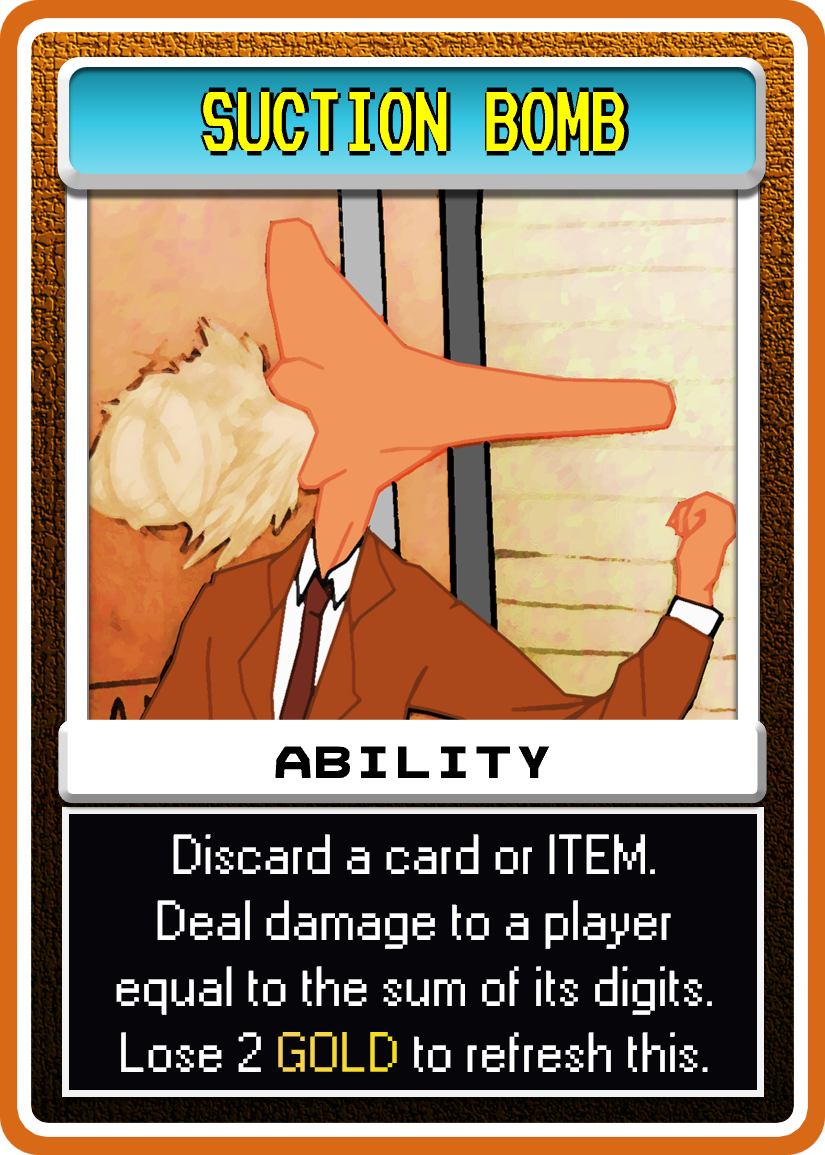 SUCTION BOMB
ABILITY
Discard a card or ITEM.
Deal damage to a player
equal to the sum of its digits.
Lose 2 GOLD to refresh this.